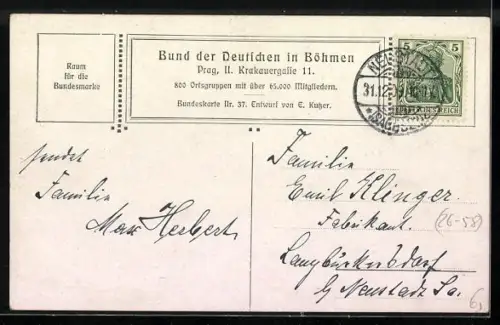 Raum
für die
Bundesmarke
Bund der Deutschen in Böhmen
Prag, II. Krakauergasse 11.
800 Ortsgruppen mit über 65.000 Mitgliedern.
Bundeskarte Nr. 37. Entwurf von E. Kutzer.
5 5
31.12
sendet
Familie
Max Herbert
Familie
Emil Klinger
Fabrikant.
(26-58)
Langburkersdorf
b/ Neustadt Sa.
6,